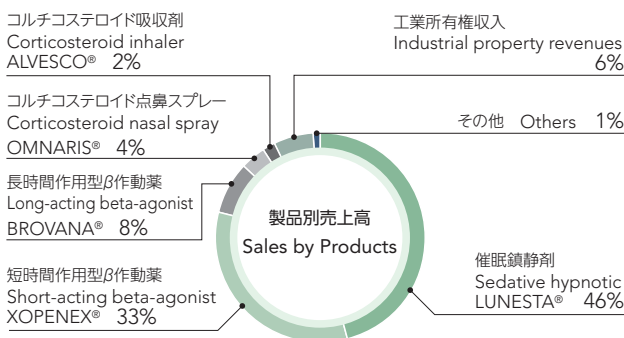 コルチコステロイド吸収剤
Corticosteroid inhaler
ALVESCO® 2%
コルチコステロイド点鼻スプレー
Corticosteroid nasal spray
OMNARIS® 4%
長時間作用型β作動薬
Long-acting beta-agonist
BROVANA® 8%
短時間作用型β作動薬
Short-acting beta-agonist
XOPENEX® 33%
製品別売上高
Sales by Products
工業所有権収入
Industrial property revenues
6%
その他 Others 1%
催眠鎮静剤
Sedative hypnotic
LUNESTA® 46%